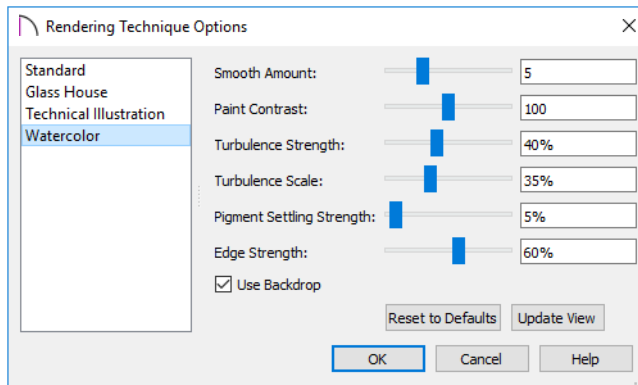 Rendering Technique Options
Standard
Glass House
Technical Illustration
Watercolor
Smooth Amount: 5
Paint Contrast: 100
Turbulence Strength: 40%
Turbulence Scale: 35%
Pigment Settling Strength: 5%
Edge Strength: 60%
Use Backdrop
Reset to Defaults Update View
OK Cancel Help